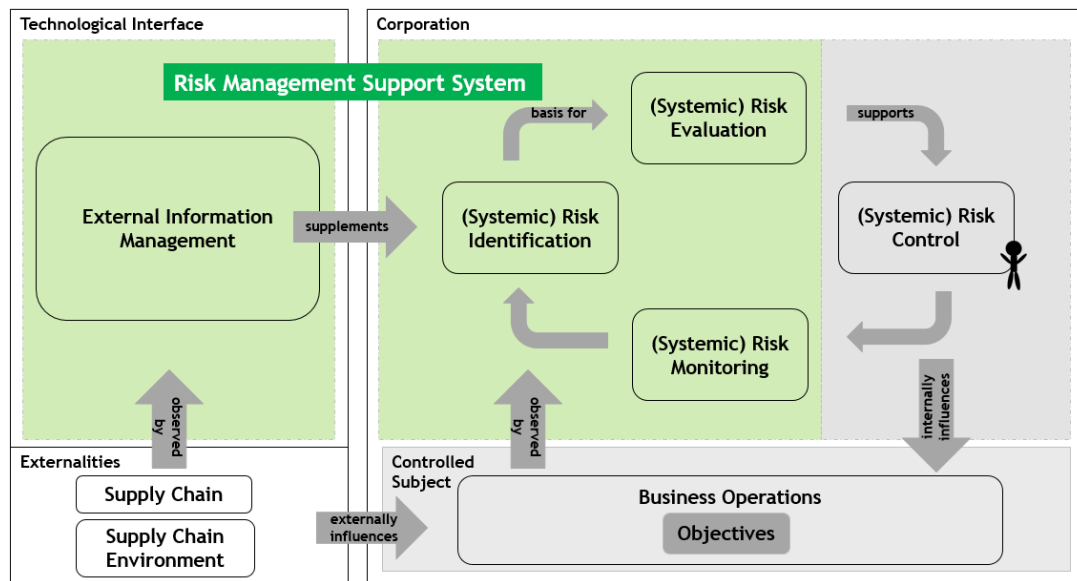 Technological Interface
Corporation
Risk Management Support System
basis for
(Systemic) Risk
Evaluation
supports
External Information
Management
supplements
(Systemic) Risk
Identification
(Systemic) Risk
Control
(Systemic) Risk
Monitoring
observed
by
observed
by
internally
influences
Externalities
Supply Chain
Supply Chain
Environment
externally
influences
Controlled
Subject
Business Operations
Objectives